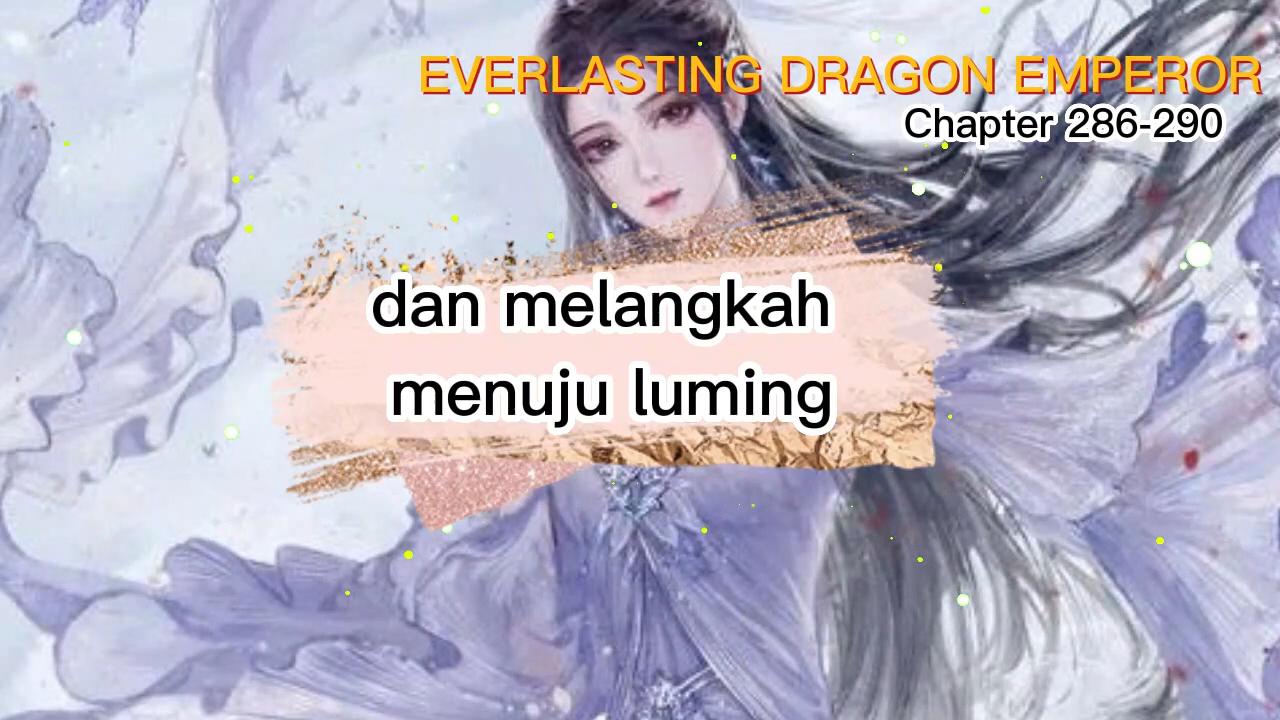 EVERLASTING DRAGON EMPEROR
Chapter 286-290
dan melangkah
menuju luming